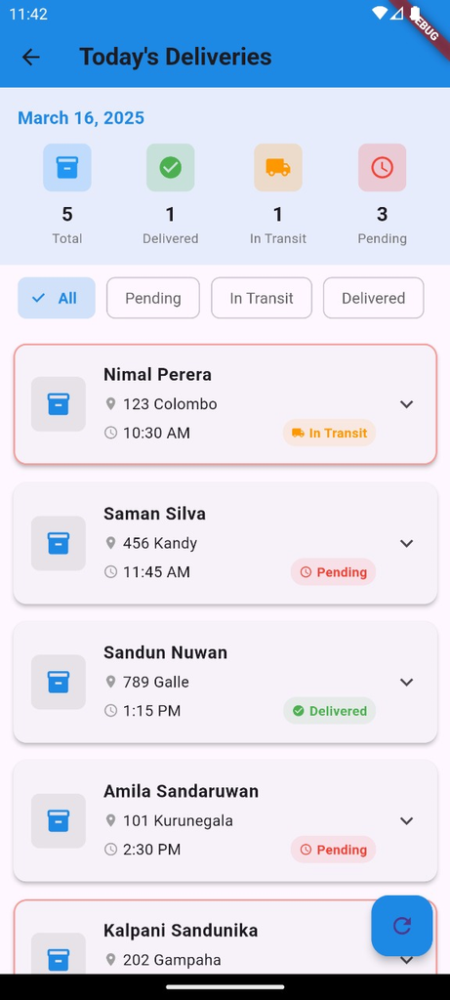 11:42
DEBUG
Today's Deliveries
March 16, 2025
5
1
1
3
Total
Delivered
In Transit
Pending
All
Pending
In Transit
Delivered
Nimal Perera
123 Colombo
10:30 AM
In Transit
Saman Silva
456 Kandy
11:45 AM
Pending
Sandun Nuwan
789 Galle
1:15 PM
Delivered
Amila Sandaruwan
101 Kurunegala
2:30 PM
Pending
Kalpani Sandunika
202 Gampaha